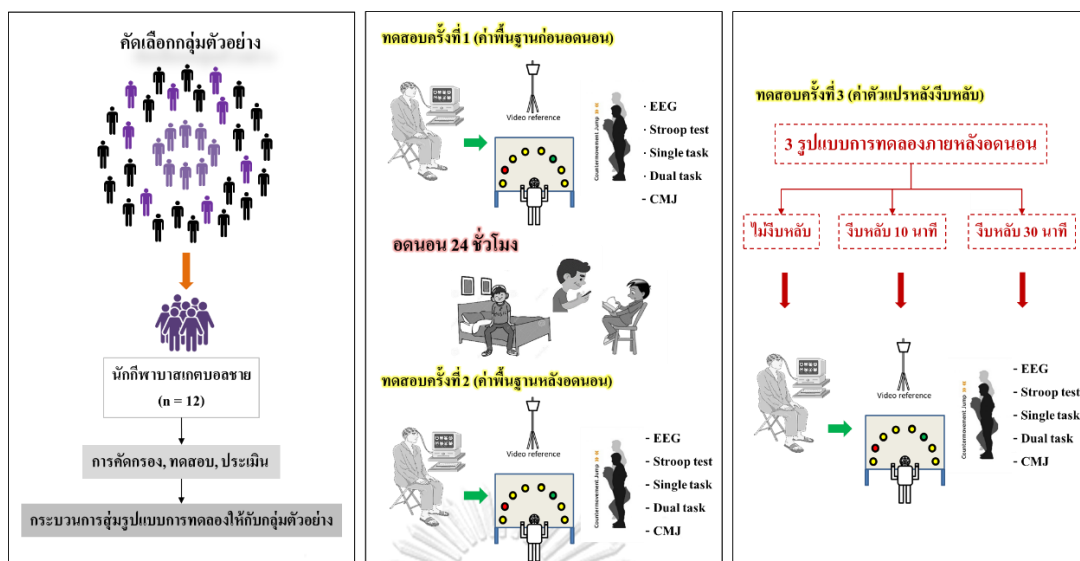 คัดเลือกกลุ่มตัวอย่าง
นักกีฬาบาสเกตบอลชาย
(n = 12)
การคัดกรอง, ทดสอบ, ประเมิน
กระบวนการสุ่มรูปแบบการทดลองให้กับกลุ่มตัวอย่าง
ทดสอบครั้งที่ 1 (ค่าพื้นฐานก่อนอดนอน)
Video reference
Countermovement Jump
· EEG
· Stroop test
· Single task
· Dual task
- CMJ
อดนอน 24 ชั่วโมง
ทดสอบครั้งที่ 2 (ค่าพื้นฐานหลังอดนอน)
Video reference
Countermovement Jump
- EEG
- Stroop test
- Single task
- Dual task
- CMJ
ทดสอบครั้งที่ 3 (ค่าตัวแปรหลังงีบหลับ)
3 รูปแบบการทดลองภายหลังอดนอน
ไม่งีบหลับ
งีบหลับ 10 นาที
งีบหลับ 30 นาที
Video reference
Countermovement Jump
- EEG
- Stroop test
- Single task
- Dual task
- CMJ